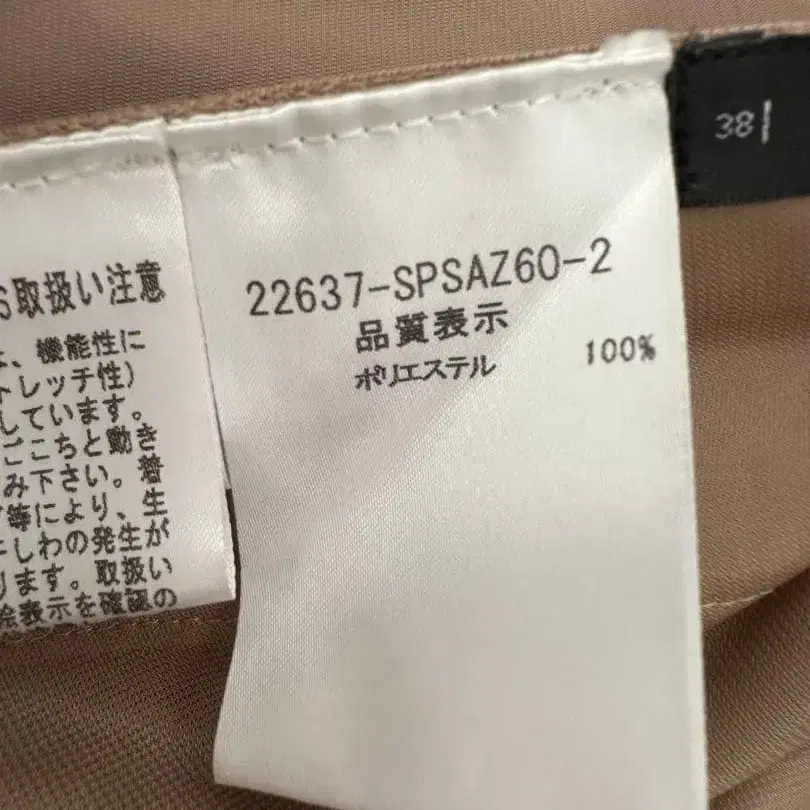 取扱い注意
、機能性に
トレッチ性)
しています。
ごこちと動き
み下さい。着
等により、生
しわの発生が
ります。取扱い
絵表示を確認の
22637-SPSAZ60-2
品質表示
ポリエステル 100%
38